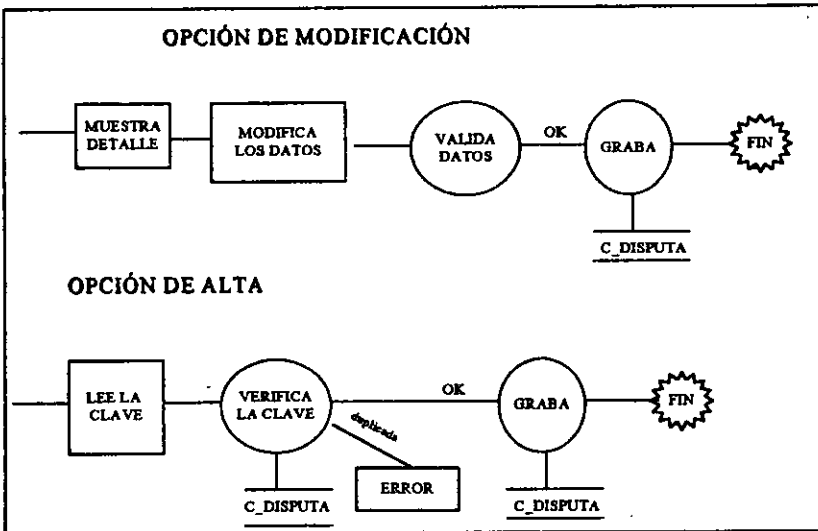 OPCIÓN DE MODIFICACIÓN
MUESTRA
DETALLE
MODIFICA
LOS DATOS
VALIDA
DATOS
OK
GRABA
FIN
C_DISPUTA
OPCIÓN DE ALTA
LEE LA
CLAVE
VERIFICA
LA CLAVE
OK
duplicada
GRABA
FIN
C_DISPUTA
ERROR
C_DISPUTA